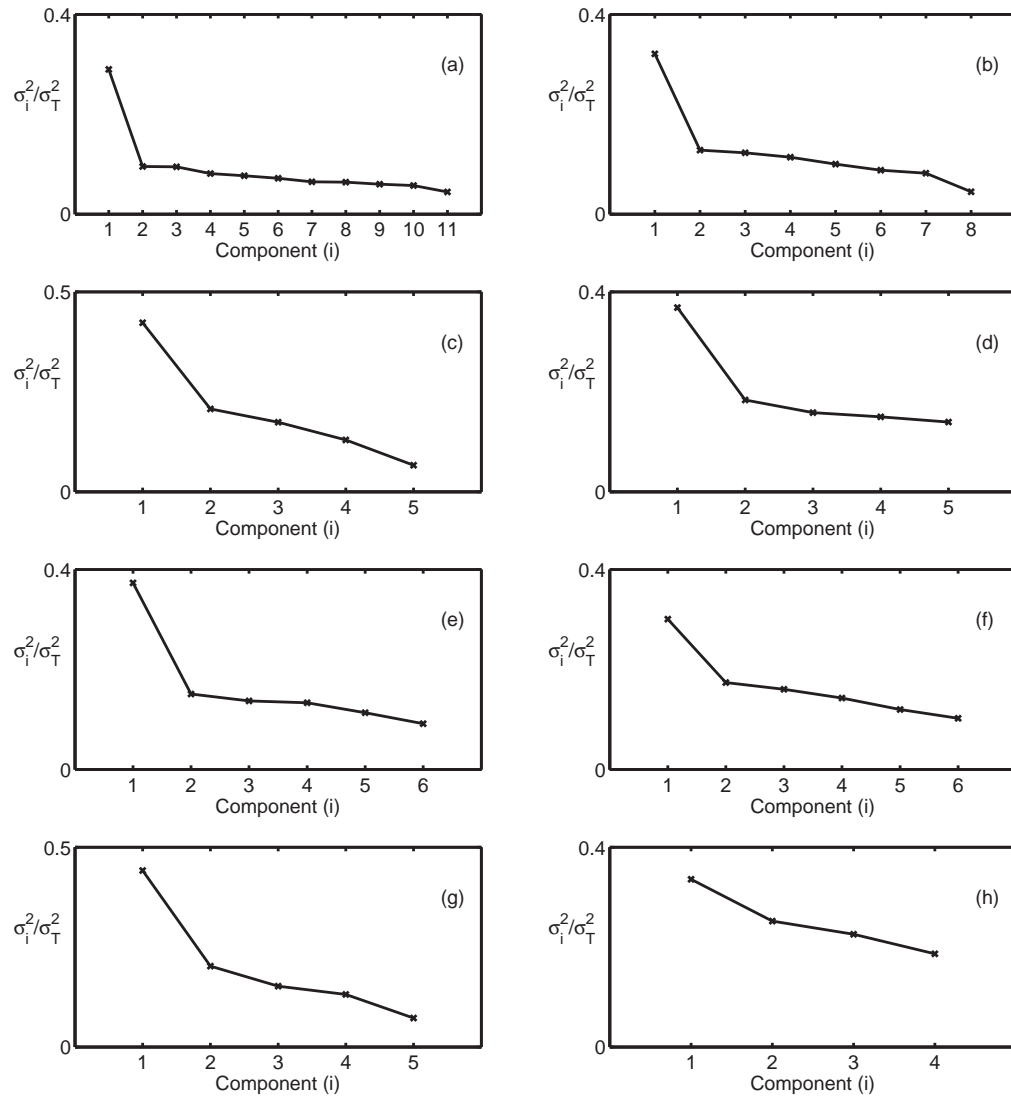 0.4
(a)
σ_i^2/σ_T^2
0
1 2 3 4 5 6 7 8 9 10 11
Component (i)
0.4
(b)
σ_i^2/σ_T^2
0
1 2 3 4 5 6 7 8
Component (i)
0.5
(c)
σ_i^2/σ_T^2
0
1 2 3 4 5
Component (i)
0.4
(d)
σ_i^2/σ_T^2
0
1 2 3 4 5
Component (i)
0.4
(e)
σ_i^2/σ_T^2
0
1 2 3 4 5 6
Component (i)
0.4
(f)
σ_i^2/σ_T^2
0
1 2 3 4 5 6
Component (i)
0.5
(g)
σ_i^2/σ_T^2
0
1 2 3 4 5
Component (i)
0.4
(h)
σ_i^2/σ_T^2
0
1 2 3 4
Component (i)